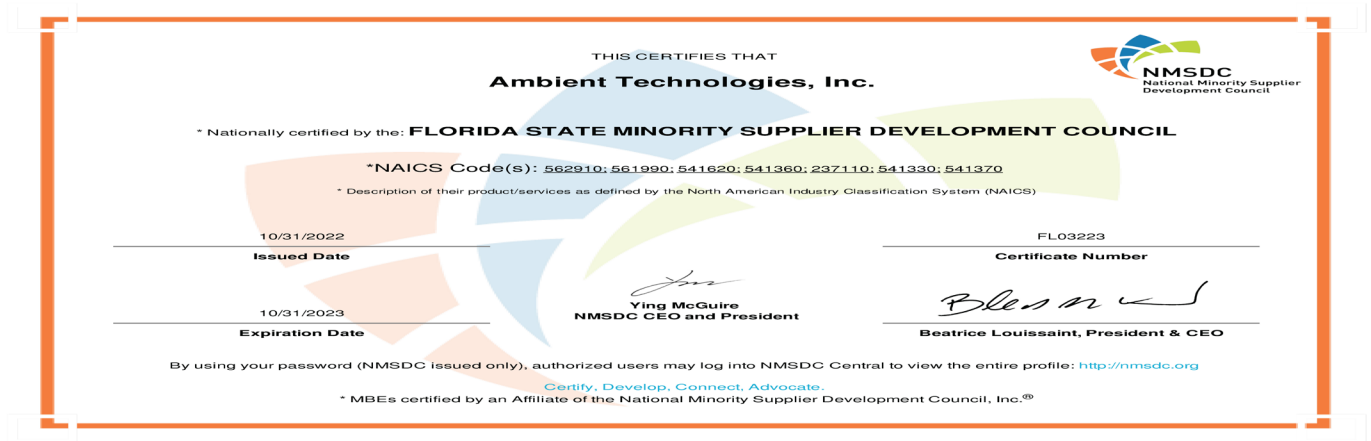 THIS CERTIFIES THAT
Ambient Technologies, Inc.
NMSDC
National Minority Supplier
Development Council
* Nationally certified by the: FLORIDA STATE MINORITY SUPPLIER DEVELOPMENT COUNCIL
*NAICS Code(s): 562910; 561990; 541620; 541360; 237110; 541330; 541370
* Description of their product/services as defined by the North American Industry Classification System (NAICS)
10/31/2022
Issued Date
FL03223
Certificate Number
10/31/2023
Expiration Date
Ying McGuire
NMSDC CEO and President
Beatrice Louissaint, President & CEO
By using your password (NMSDC issued only), authorized users may log into NMSDC Central to view the entire profile: http://nmsdc.org
Certify, Develop, Connect, Advocate.
* MBEs certified by an Affiliate of the National Minority Supplier Development Council, Inc.®